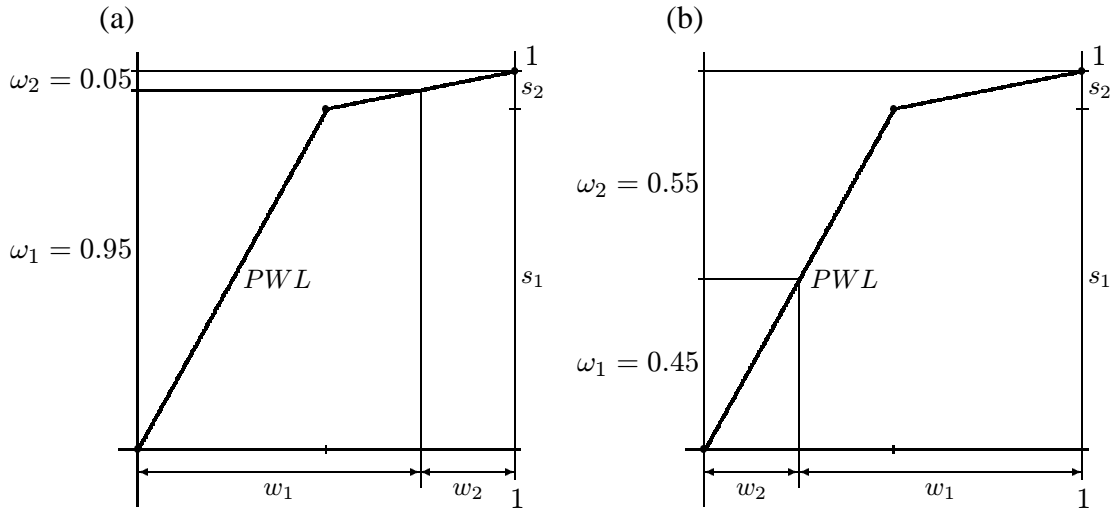 (a)
1
ω₂ = 0.05
s₂
ω₁ = 0.95
PWL
s₁
w₁
w₂
1
(b)
1
s₂
ω₂ = 0.55
PWL
s₁
ω₁ = 0.45
w₂
w₁
1